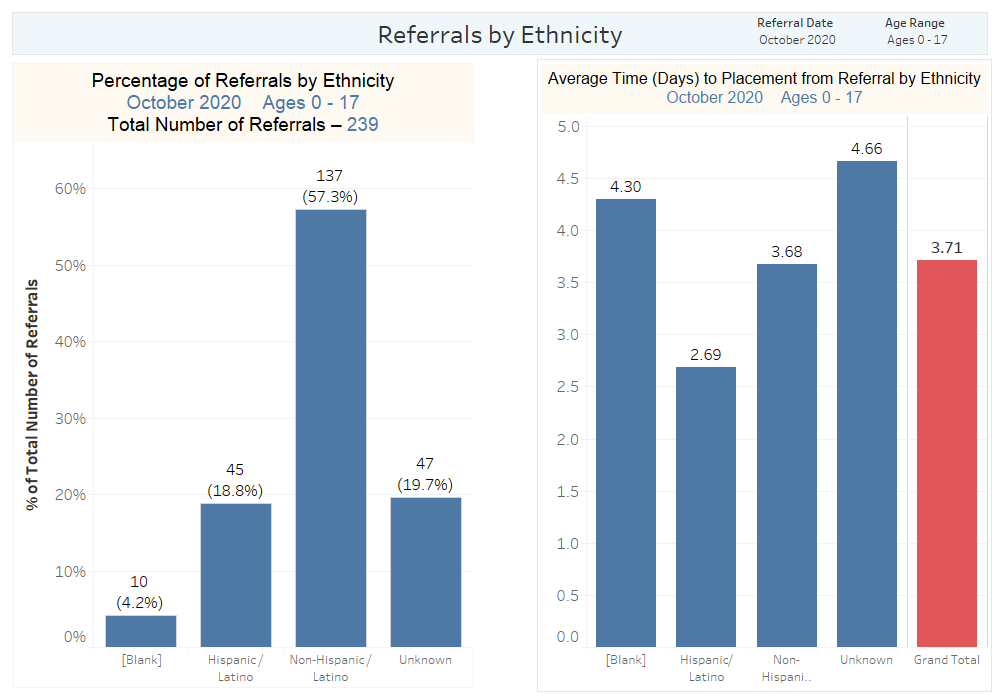 Referrals by Ethnicity
Referral Date
October 2020
Age Range
Ages 0 - 17
Percentage of Referrals by Ethnicity
October 2020 Ages 0 - 17
Total Number of Referrals – 239
% of Total Number of Referrals
60%
50%
40%
30%
20%
10%
0%
10
(4.2%)
45
(18.8%)
137
(57.3%)
47
(19.7%)
[Blank]
Hispanic /
Latino
Non-Hispanic /
Latino
Unknown
Average Time (Days) to Placement from Referral by Ethnicity
October 2020 Ages 0 - 17
5.0
4.5
4.0
3.5
3.0
2.5
2.0
1.5
1.0
0.5
0.0
4.30
2.69
3.68
4.66
3.71
[Blank]
Hispanic/
Latino
Non-
Hispani..
Unknown
Grand Total